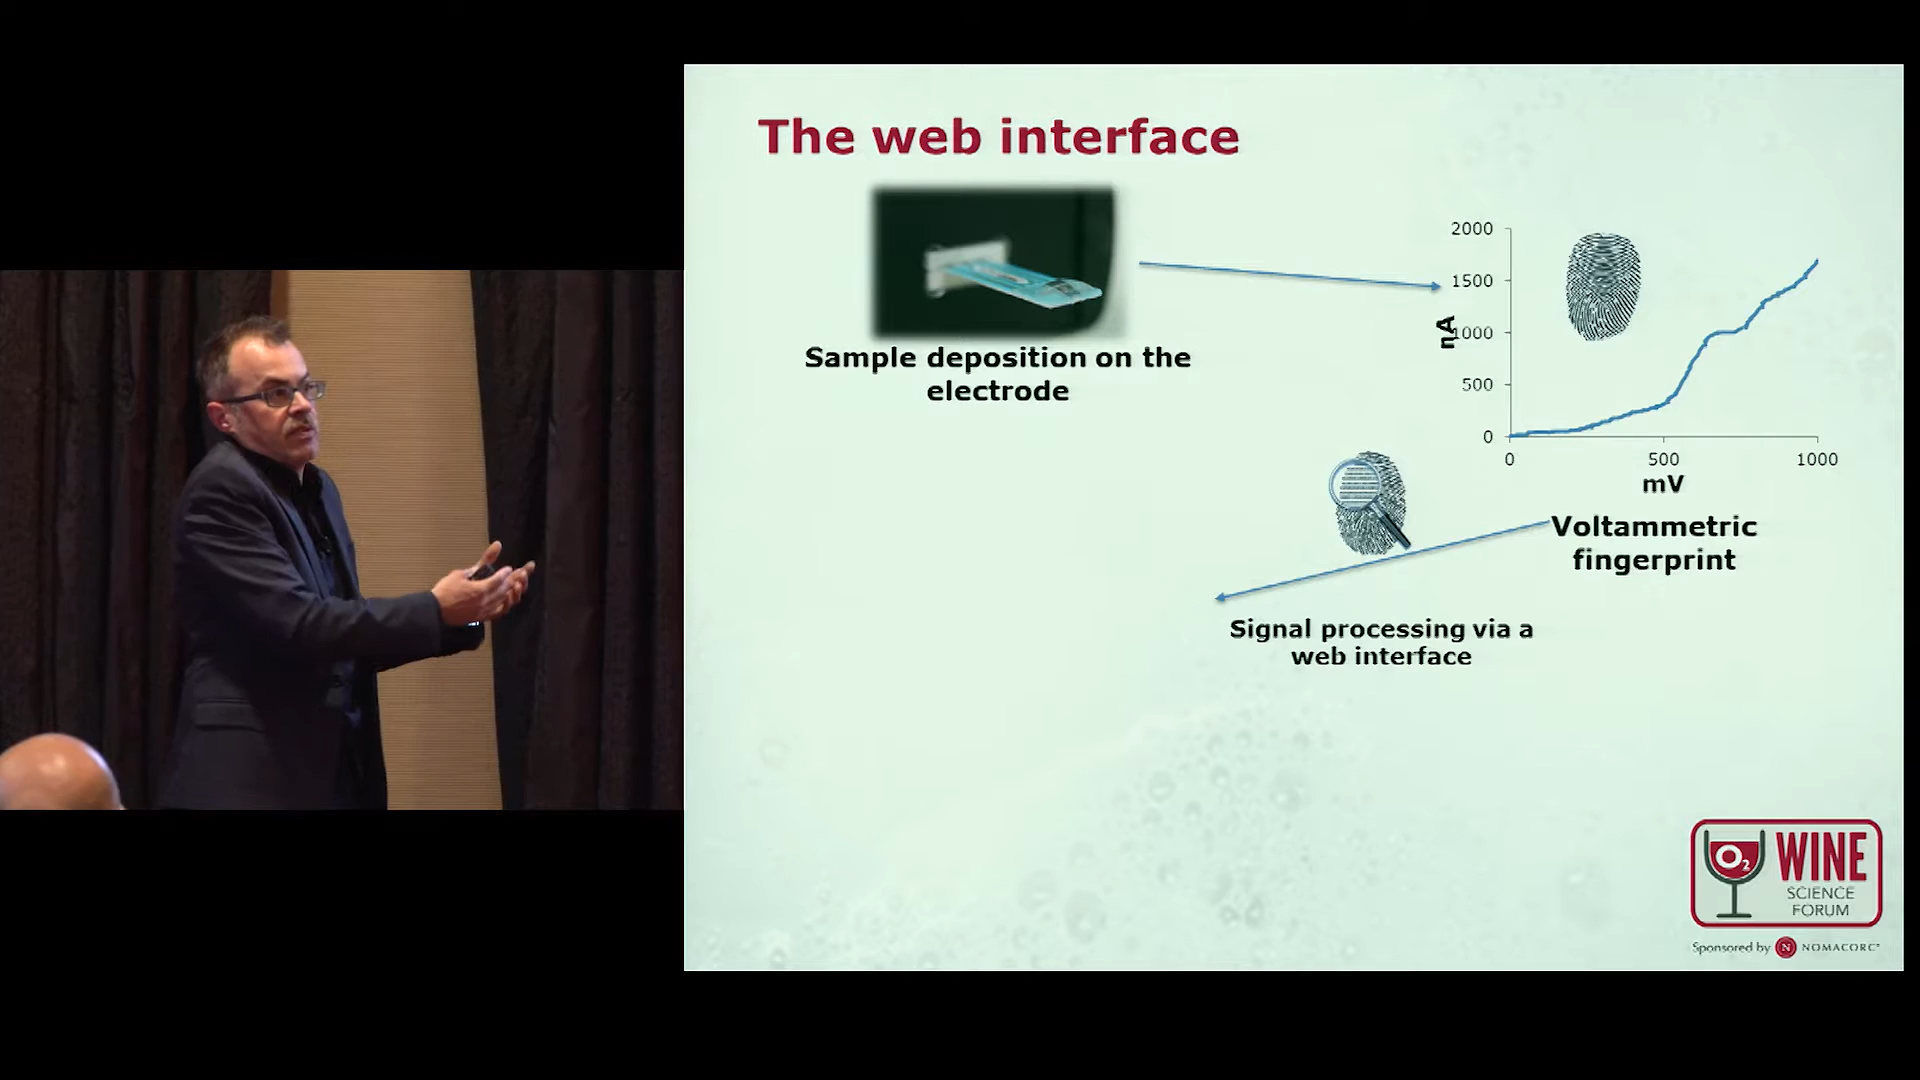 The web interface
Sample deposition on the
electrode
2000
1500
1000
500
0
nA
0 500 1000
mV
Voltammetric
fingerprint
Signal processing via a
web interface
O2
WINE
SCIENCE
FORUM
Sponsored by N NOMACORC